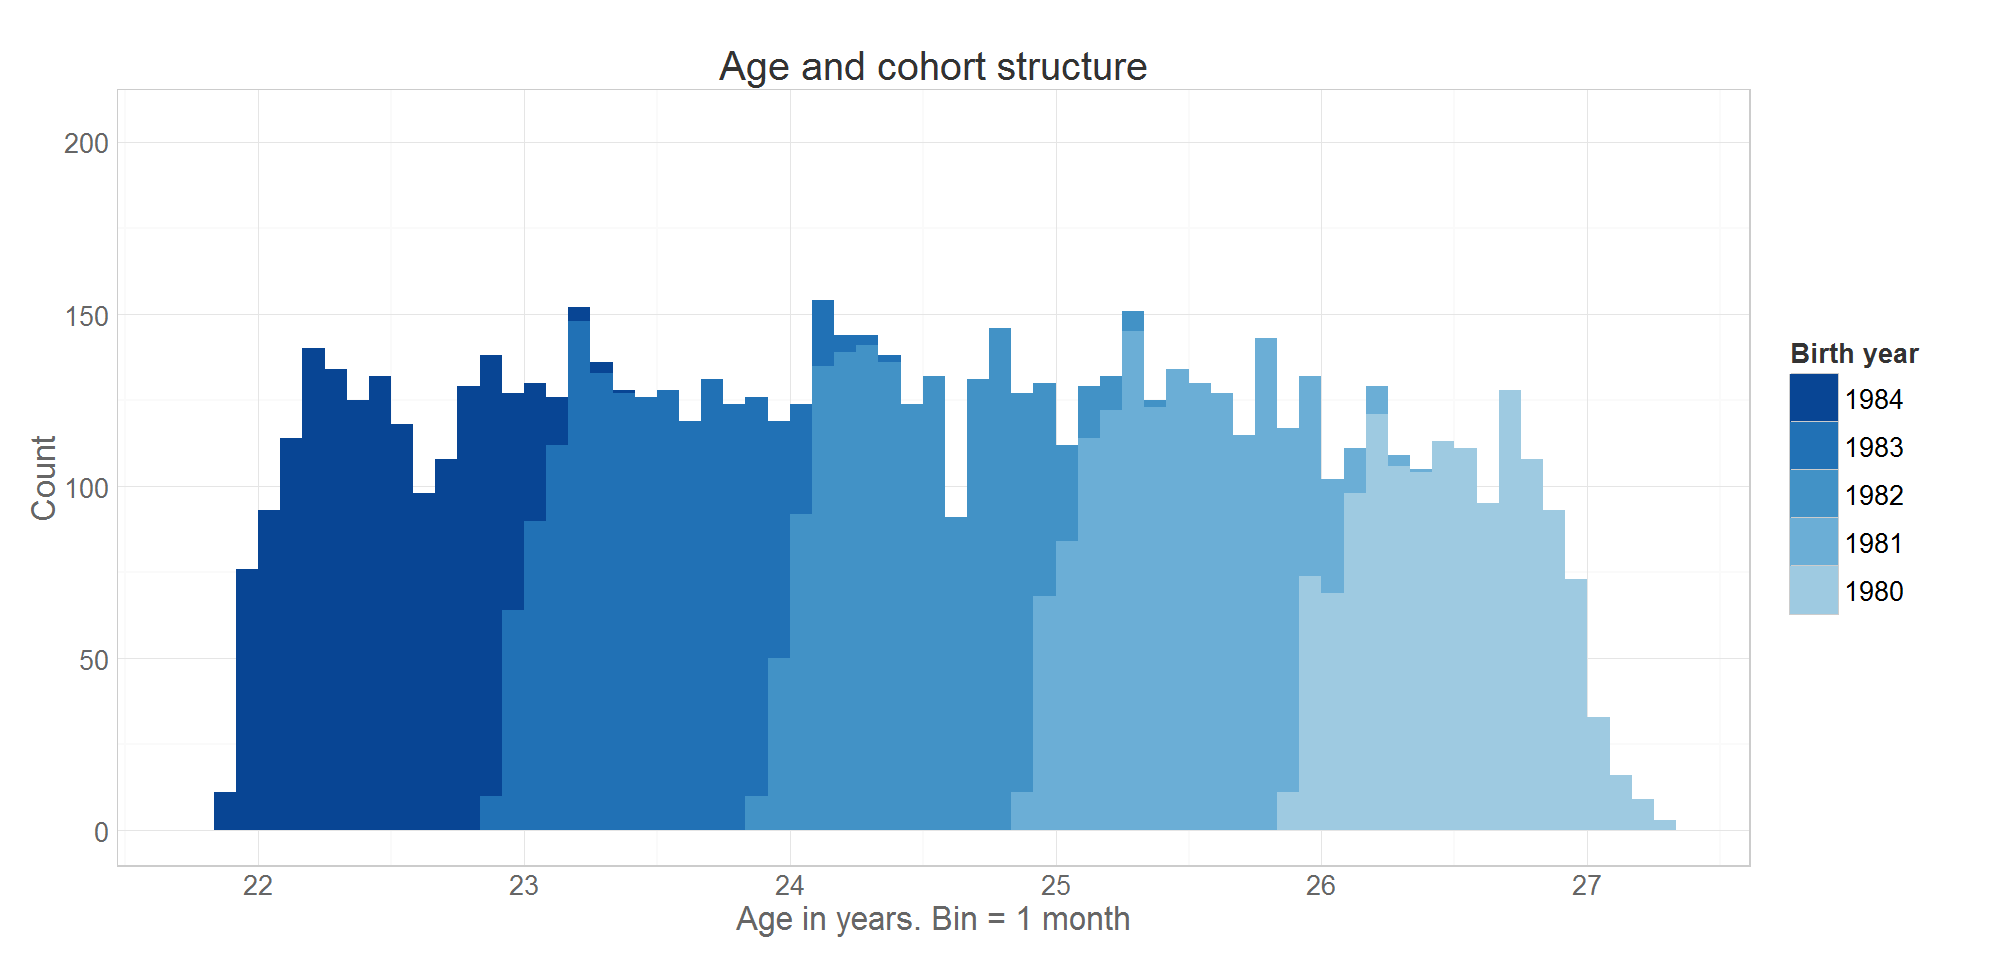 Age and cohort structure
200
150
100
50
0
Count
22 23 24 25 26 27
Age in years. Bin = 1 month
Birth year
1984
1983
1982
1981
1980